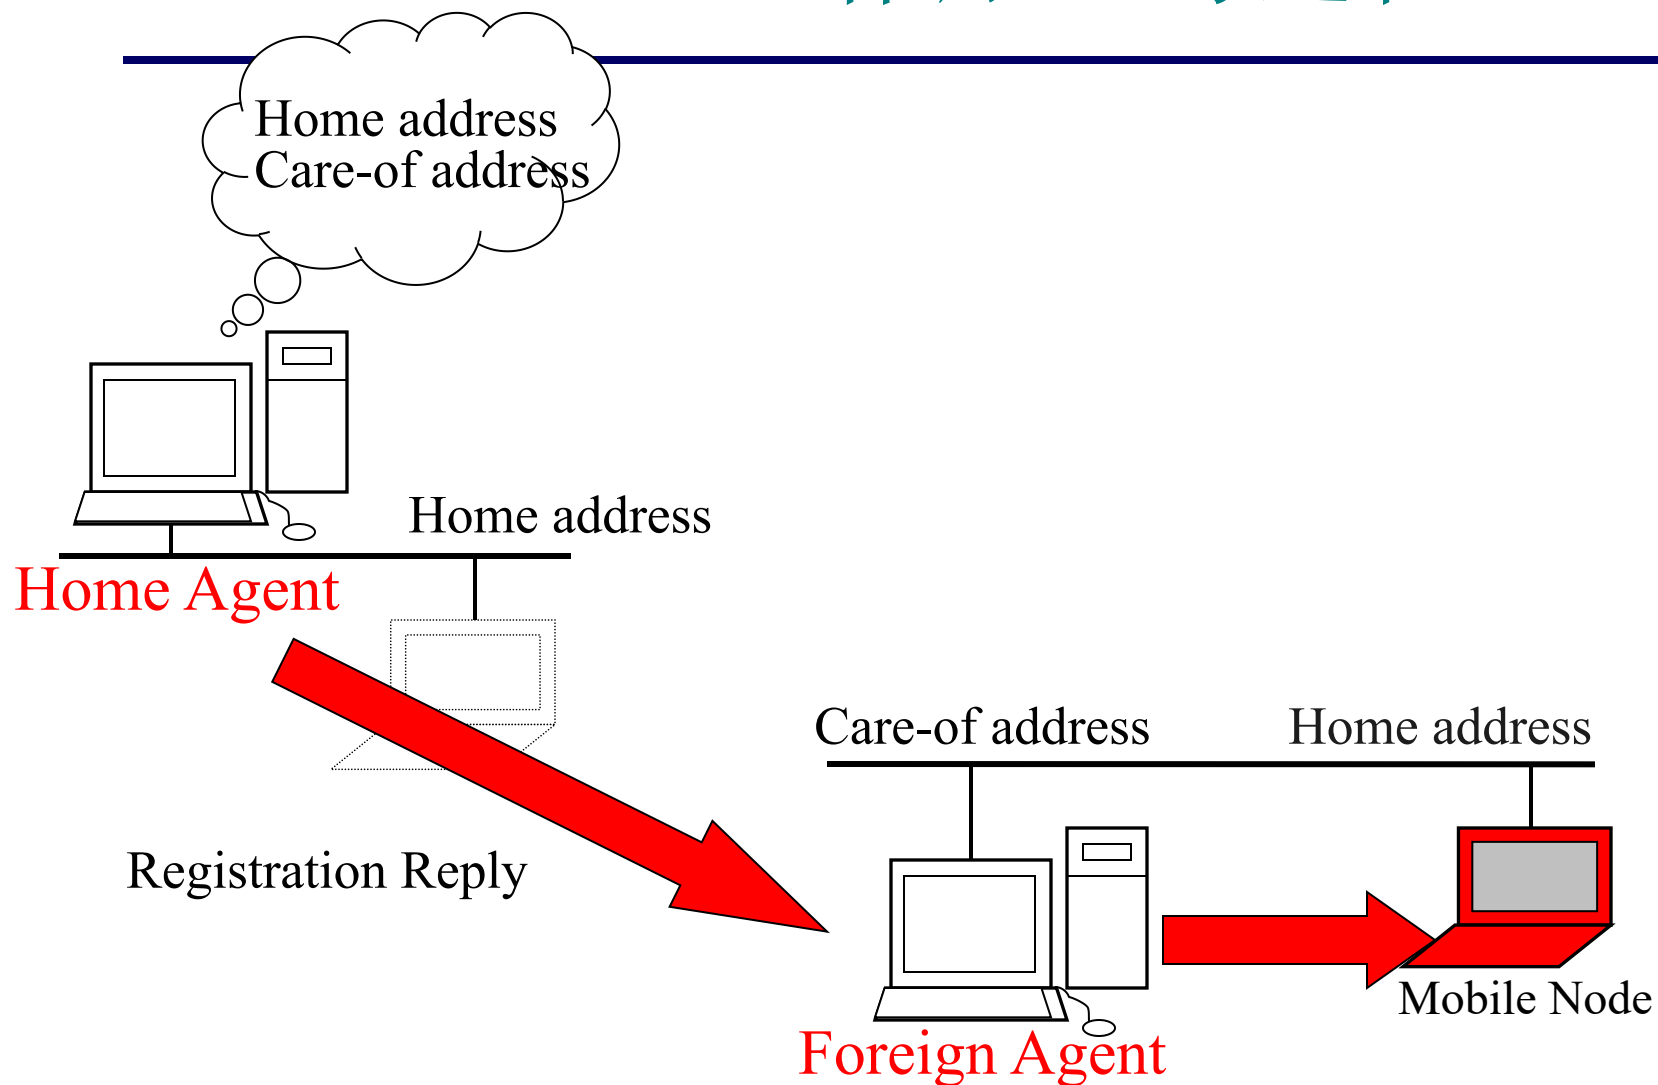 Home address
Care-of address
Home address
Home Agent
Care-of address
Home address
Registration Reply
Mobile Node
Foreign Agent